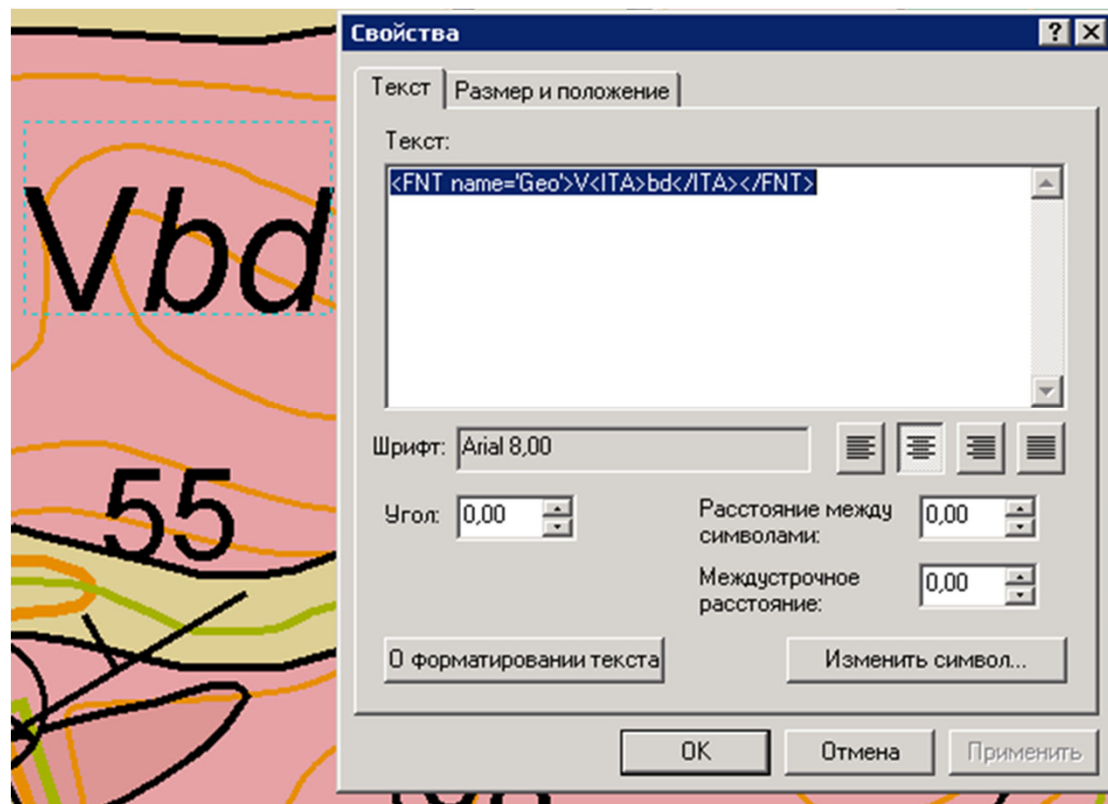 Свойства
Текст
Размер и положение
Текст:
<FNT name='Geo'>V<ITA>bd</ITA></FNT>
Шрифт: Arial 8,00
Угол: 0,00
Расстояние между
символами:
0,00
Междустрочное
расстояние:
0,00
О форматировании текста
Изменить символ...
OK
Отмена
Применить
Vbd
55